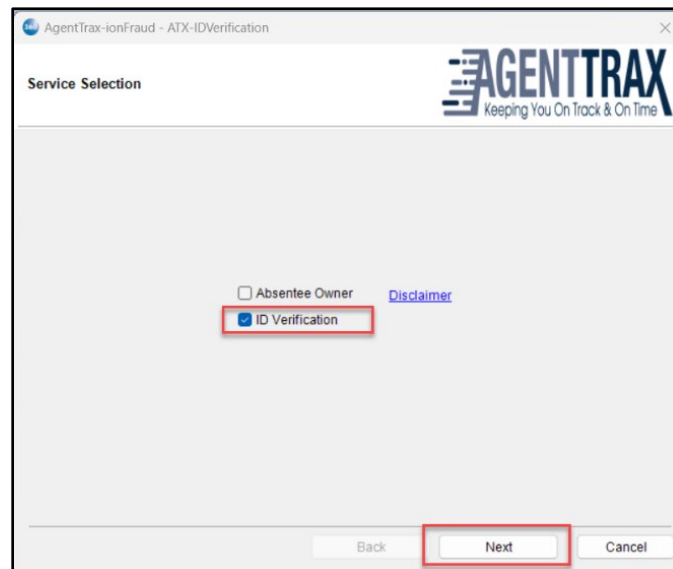 AgentTrax-ionFraud - ATX-IDVerification
Service Selection
AGENTTRAX
Keeping You On Track & On Time
Absentee Owner Disclaimer
ID Verification
Back Next Cancel